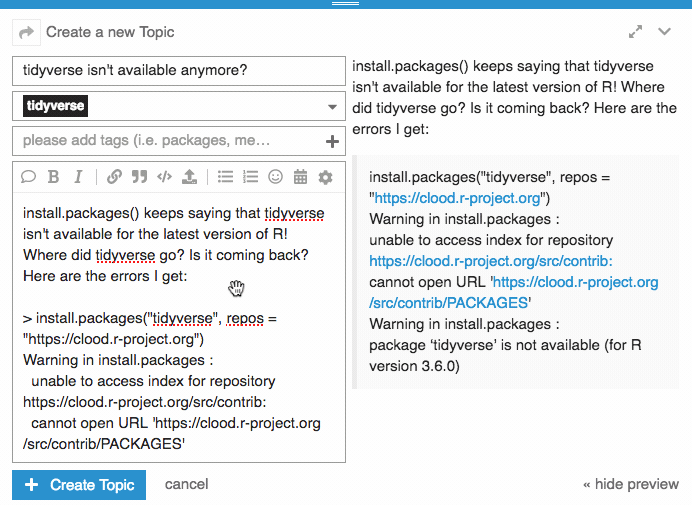 Create a new Topic
tidyverse isn't available anymore?
tidyverse
please add tags (i.e. packages, me…
install.packages() keeps saying that tidyverse
isn't available for the latest version of R!
Where did tidyverse go? Is it coming back?
Here are the errors I get:
> install.packages("tidyverse", repos =
"https://clood.r-project.org")
Warning in install.packages :
unable to access index for repository
https://clood.r-project.org/src/contrib:
cannot open URL 'https://clood.r-project.org
/src/contrib/PACKAGES'
+ Create Topic
cancel
install.packages() keeps saying that tidyverse
isn't available for the latest version of R! Where
did tidyverse go? Is it coming back? Here are the
errors I get:
install.packages("tidyverse", repos =
"https://clood.r-project.org")
Warning in install.packages :
unable to access index for repository
https://clood.r-project.org/src/contrib:
cannot open URL 'https://clood.r-project.org
/src/contrib/PACKAGES'
Warning in install.packages :
package ‘tidyverse’ is not available (for R
version 3.6.0)
« hide preview